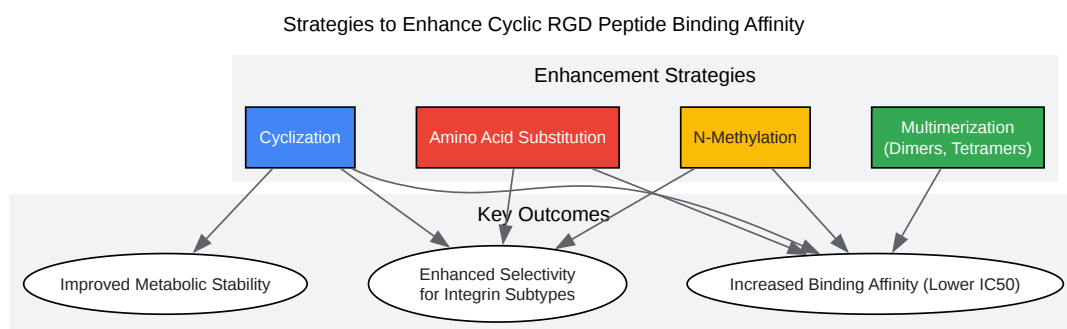 Strategies to Enhance Cyclic RGD Peptide Binding Affinity
Enhancement Strategies
Cyclization
Amino Acid Substitution
N-Methylation
Multimerization
(Dimers, Tetramers)
Key Outcomes
Improved Metabolic Stability
Enhanced Selectivity
for Integrin Subtypes
Increased Binding Affinity (Lower IC50)